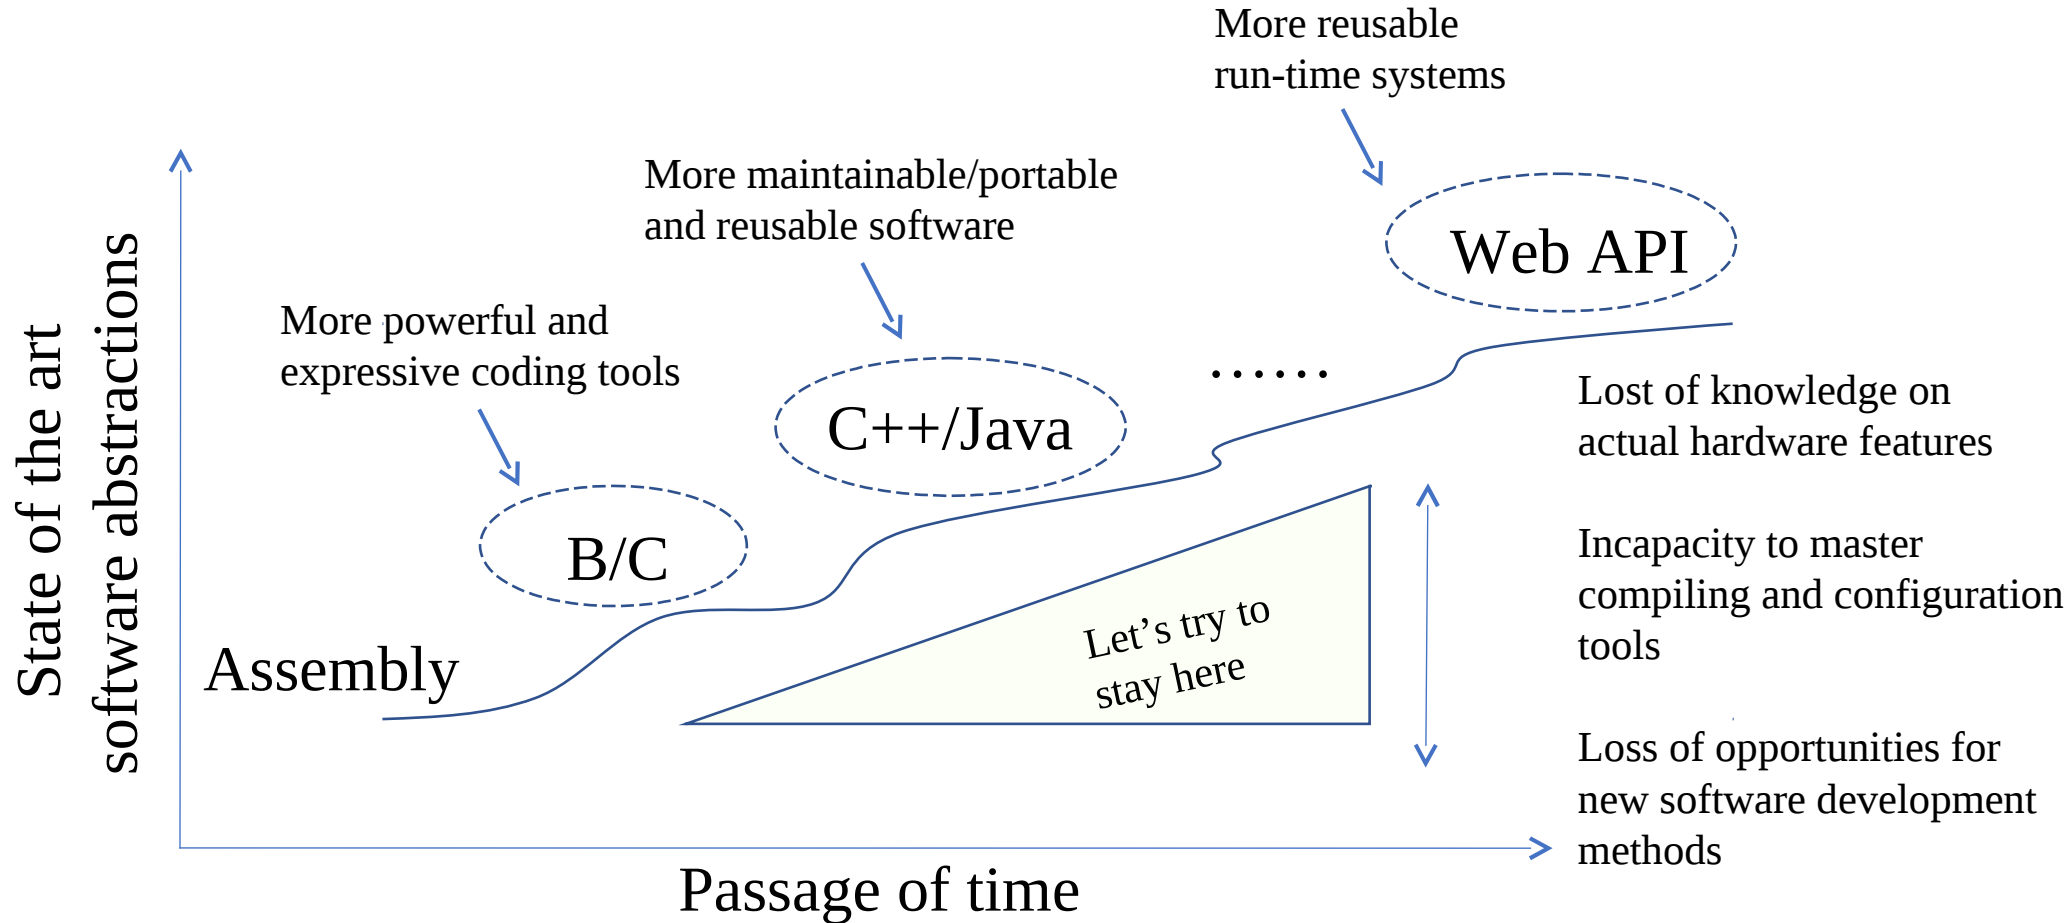 More reusable
run-time systems
More maintainable/portable
and reusable software
Web API
More powerful and
expressive coding tools
......
C++/Java
Lost of knowledge on
actual hardware features
B/C
Incapacity to master
compiling and configuration
tools
Let’s try to
stay here
Assembly
Loss of opportunities for
new software development
methods
State of the art
software abstractions
Passage of time